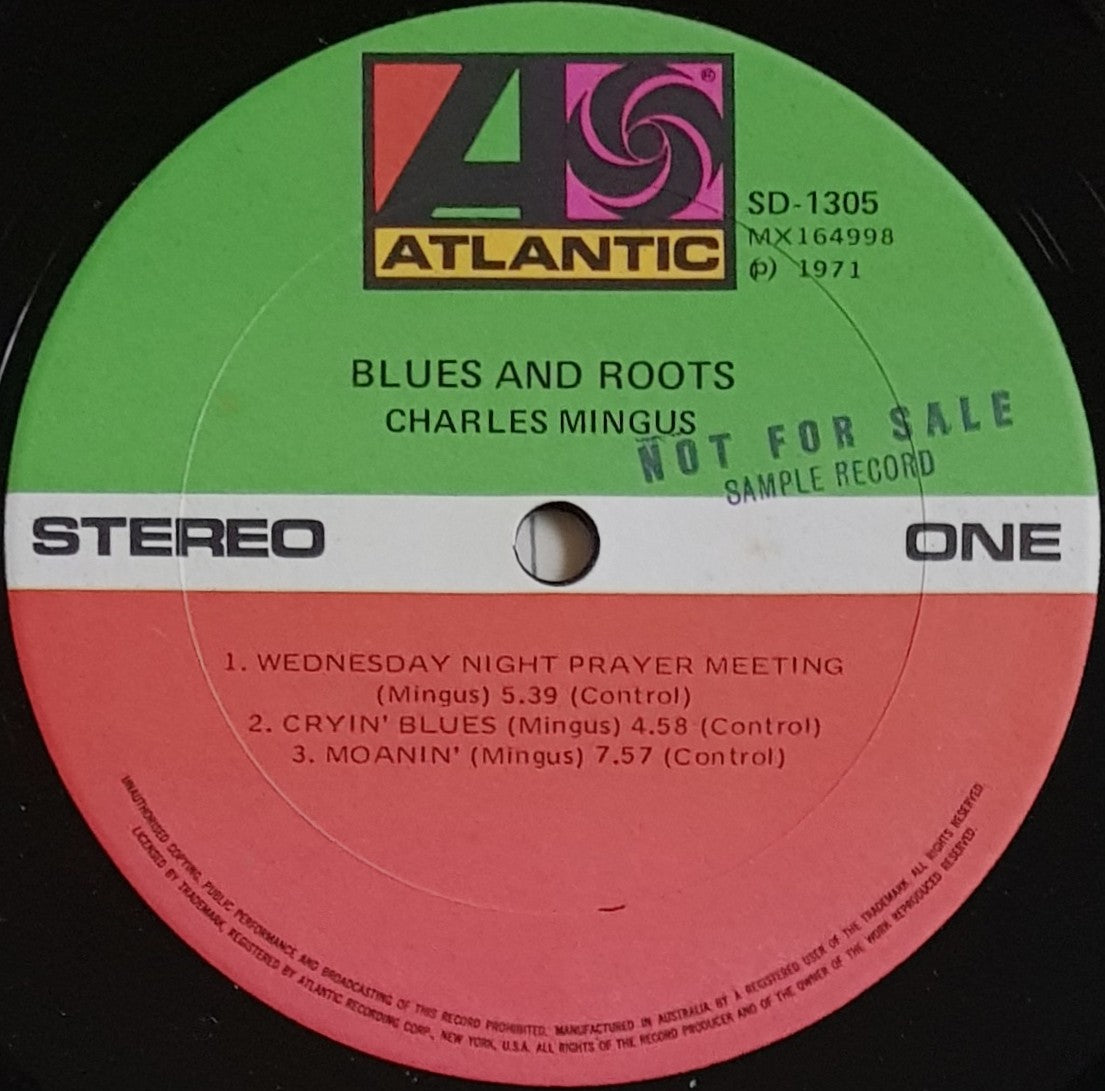 ATLANTIC
®
SD-1305
MX164998
(p) 1971
BLUES AND ROOTS
CHARLES MINGUS
NOT FOR SALE
SAMPLE RECORD
STEREO
ONE
1. WEDNESDAY NIGHT PRAYER MEETING
(Mingus) 5.39 (Control)
2. CRYIN' BLUES (Mingus) 4.58 (Control)
3. MOANIN' (Mingus) 7.57 (Control)
UNAUTHORISED COPYING, PUBLIC PERFORMANCE AND BROADCASTING OF THIS RECORD PROHIBITED. MANUFACTURED IN AUSTRALIA BY A REGISTERED USER OF THE TRADEMARK. ALL RIGHTS RESERVED.
LICENSED BY TRADEMARK, REGISTERED BY ATLANTIC RECORDING CORP., NEW YORK, U.S.A. ALL RIGHTS OF THE RECORD PRODUCER AND OF THE OWNER OF THE WORK REPRODUCED RESERVED.